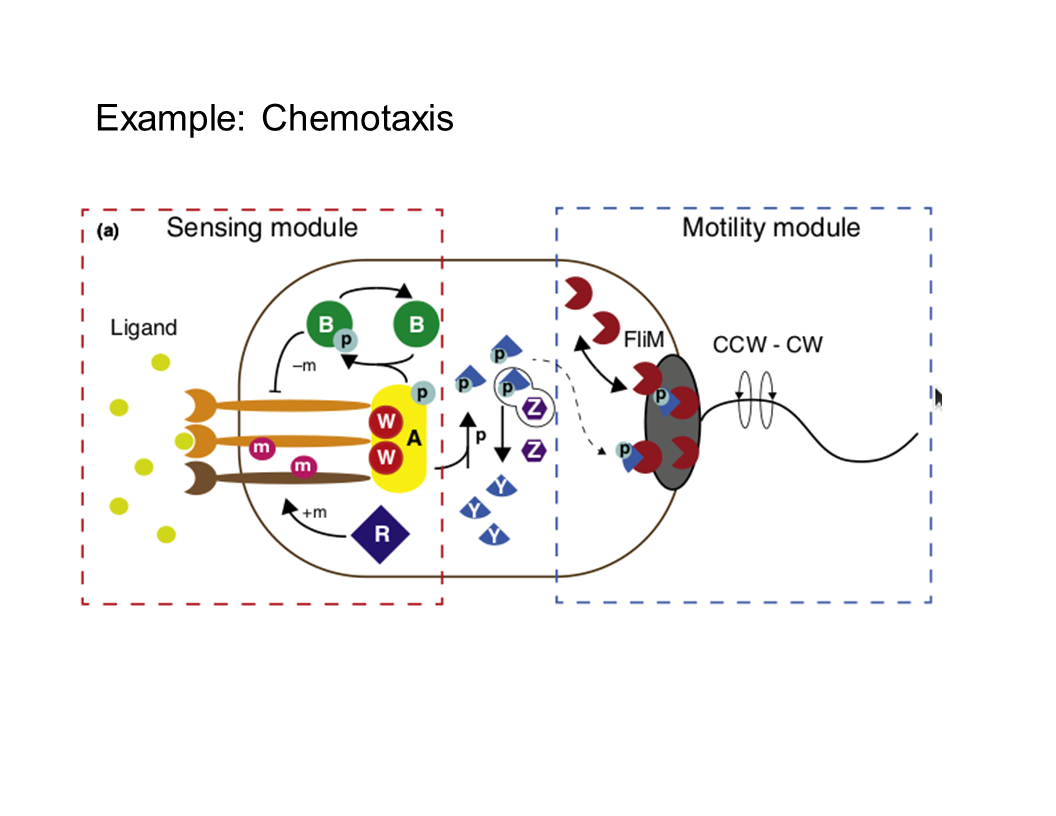 Example: Chemotaxis
(a) Sensing module
Motility module
Ligand
B
p
B
–m
p
W
W
A
m
m
+m
R
p
p
p
Z
p
Z
Y
Y
Y
FliM
p
p
CCW - CW